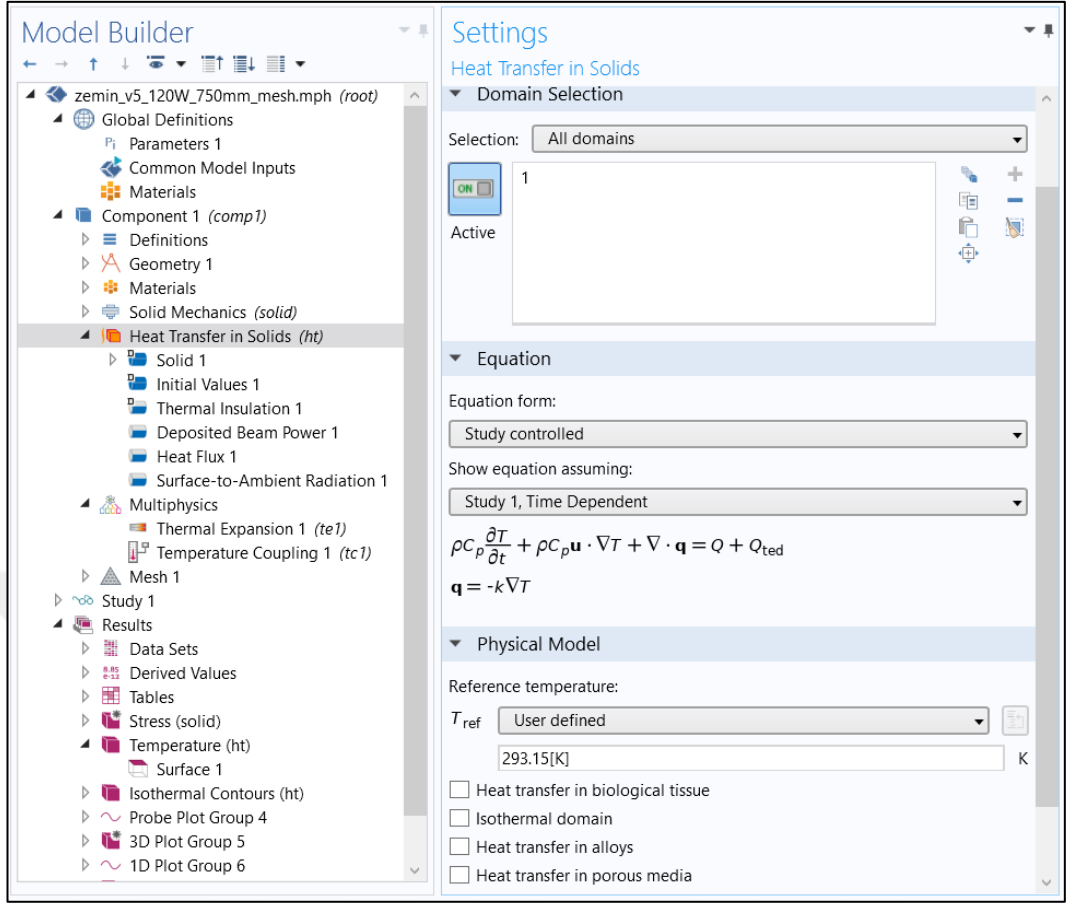 Model Builder
zemin_v5_120W_750mm_mesh.mph (root)
Global Definitions
Pi Parameters 1
Common Model Inputs
Materials
Component 1 (comp1)
Definitions
Geometry 1
Materials
Solid Mechanics (solid)
Heat Transfer in Solids (ht)
Solid 1
Initial Values 1
Thermal Insulation 1
Deposited Beam Power 1
Heat Flux 1
Surface-to-Ambient Radiation 1
Multiphysics
Thermal Expansion 1 (te1)
Temperature Coupling 1 (tc1)
Mesh 1
Study 1
Results
Data Sets
8.85
e-12
Derived Values
Tables
Stress (solid)
Temperature (ht)
Surface 1
Isothermal Contours (ht)
Probe Plot Group 4
3D Plot Group 5
1D Plot Group 6
Settings
Heat Transfer in Solids
Domain Selection
Selection: All domains
ON
Active
1
Equation
Equation form:
Study controlled
Show equation assuming:
Study 1, Time Dependent
ρC_p ∂T/∂t + ρC_p u · ∇T + ∇ · q = Q + Q_ted
q = -k∇T
Physical Model
Reference temperature:
T_ref User defined
293.15[K] K
Heat transfer in biological tissue
Isothermal domain
Heat transfer in alloys
Heat transfer in porous media